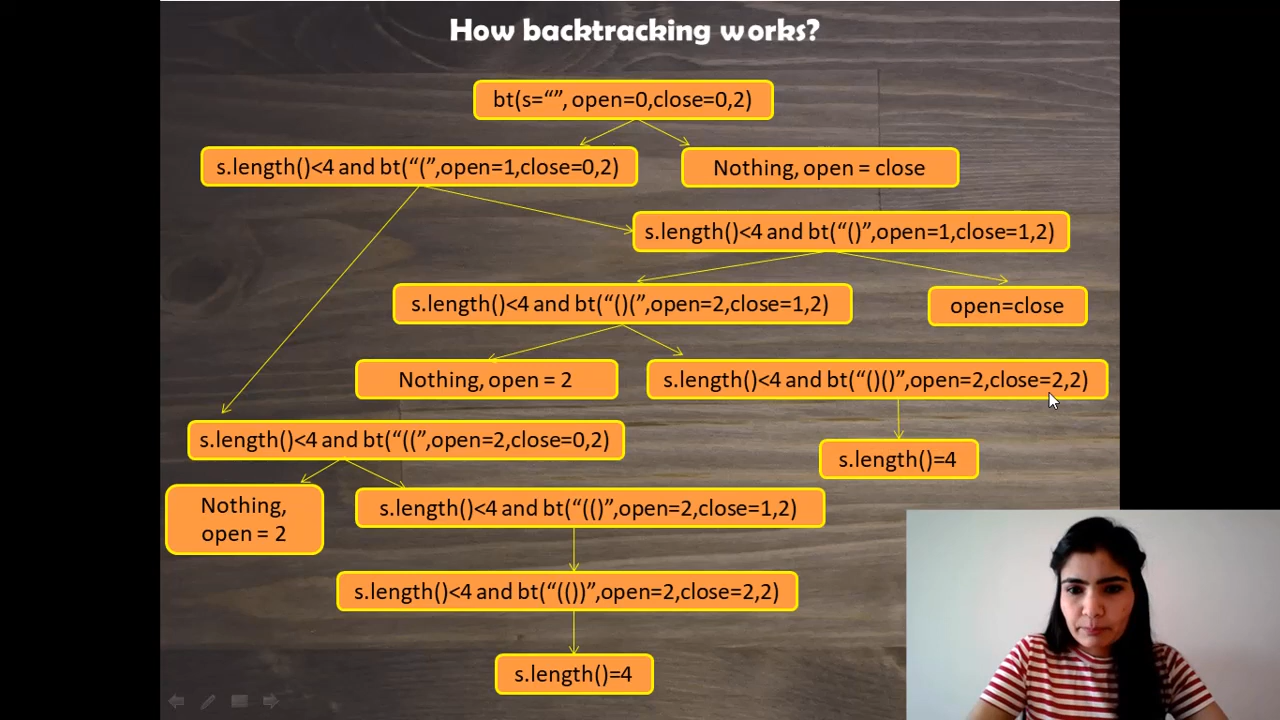 How backtracking works?
bt(s=“”, open=0,close=0,2)
s.length()<4 and bt(“(”,open=1,close=0,2)
Nothing, open = close
s.length()<4 and bt(“()”,open=1,close=1,2)
s.length()<4 and bt(“()(”,open=2,close=1,2)
open=close
Nothing, open = 2
s.length()<4 and bt(“()()”,open=2,close=2,2)
s.length()<4 and bt(“((”,open=2,close=0,2)
s.length()=4
Nothing,
open = 2
s.length()<4 and bt(“(()”,open=2,close=1,2)
s.length()<4 and bt(“(())”,open=2,close=2,2)
s.length()=4